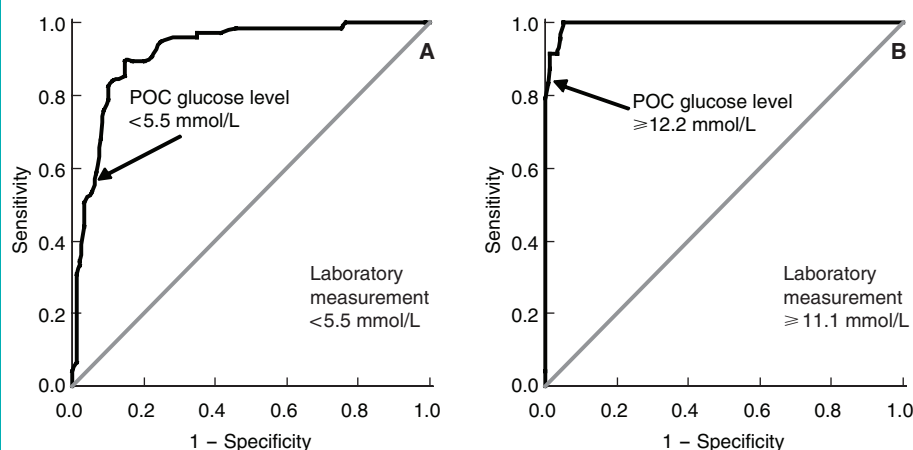 A
1.0
0.8
0.6
0.4
0.2
0.0
Sensitivity
POC glucose level
<5.5 mmol/L
Laboratory
measurement
<5.5 mmol/L
0.0 0.2 0.4 0.6 0.8 1.0
1 – Specificity
B
1.0
0.8
0.6
0.4
0.2
0.0
Sensitivity
POC glucose level
⩾12.2 mmol/L
Laboratory
measurement
⩾11.1 mmol/L
0.0 0.2 0.4 0.6 0.8 1.0
1 – Specificity